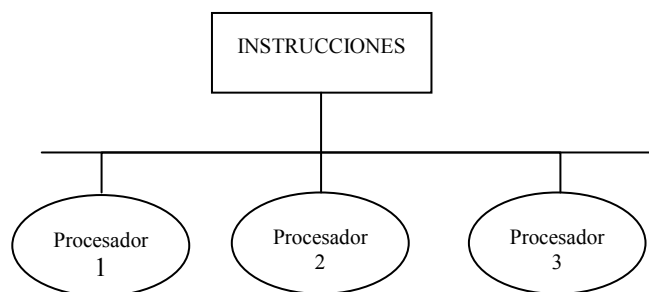 INSTRUCCIONES
Procesador
1
Procesador
2
Procesador
3